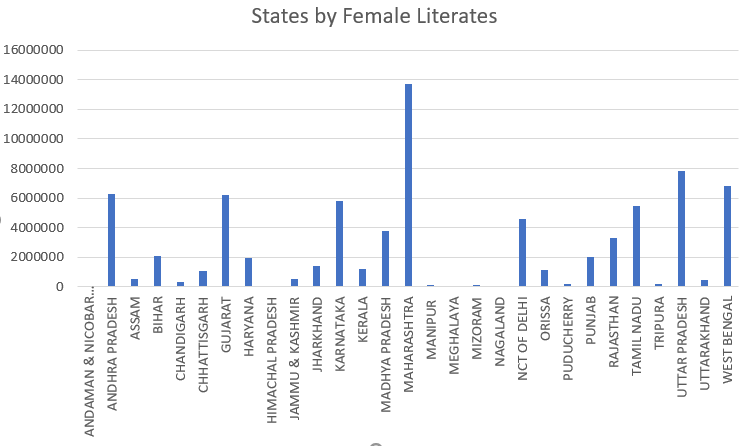 States by Female Literates
16000000
14000000
12000000
10000000
8000000
6000000
4000000
2000000
0
ANDAMAN & NICOBAR...
ANDHRA PRADESH
ASSAM
BIHAR
CHANDIGARH
CHHATTISGARH
GUJARAT
HARYANA
HIMACHAL PRADESH
JAMMU & KASHMIR
JHARKHAND
KARNATAKA
KERALA
MADHYA PRADESH
MAHARASHTRA
MANIPUR
MEGHALAYA
MIZORAM
NAGALAND
NCT OF DELHI
ORISSA
PUDUCHERRY
PUNJAB
RAJASTHAN
TAMIL NADU
TRIPURA
UTTAR PRADESH
UTTARAKHAND
WEST BENGAL